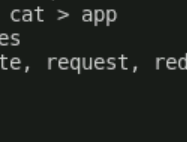 cat > app
es
te, request, red